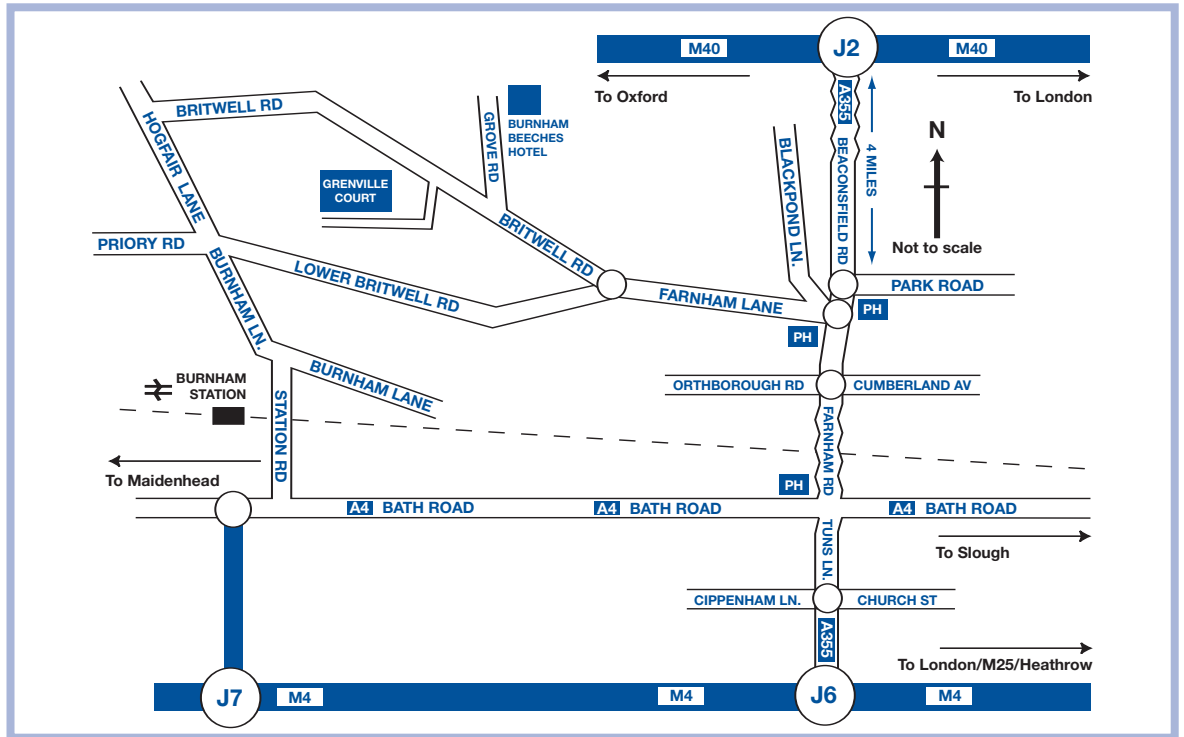 M40
J2
M40
To Oxford
To London
A355
BRITWELL RD
HOGFAIR LANE
GROVE RD
BURNHAM
BEECHES
HOTEL
BLACKPOND LN.
BEACONSFIELD RD
4 MILES
N
Not to scale
GRENVILLE
COURT
PRIORY RD
BURNHAM LN.
LOWER BRITWELL RD
BRITWELL RD
FARNHAM LANE
PARK ROAD
PH
PH
BURNHAM LANE
BURNHAM
STATION
STATION RD
ORTHBOROUGH RD
CUMBERLAND AV
FARNHAM RD
To Maidenhead
PH
A4 BATH ROAD
A4 BATH ROAD
A4 BATH ROAD
TUNS LN.
To Slough
CIPPENHAM LN.
CHURCH ST
A355
To London/M25/Heathrow
J7
M4
M4
J6
M4